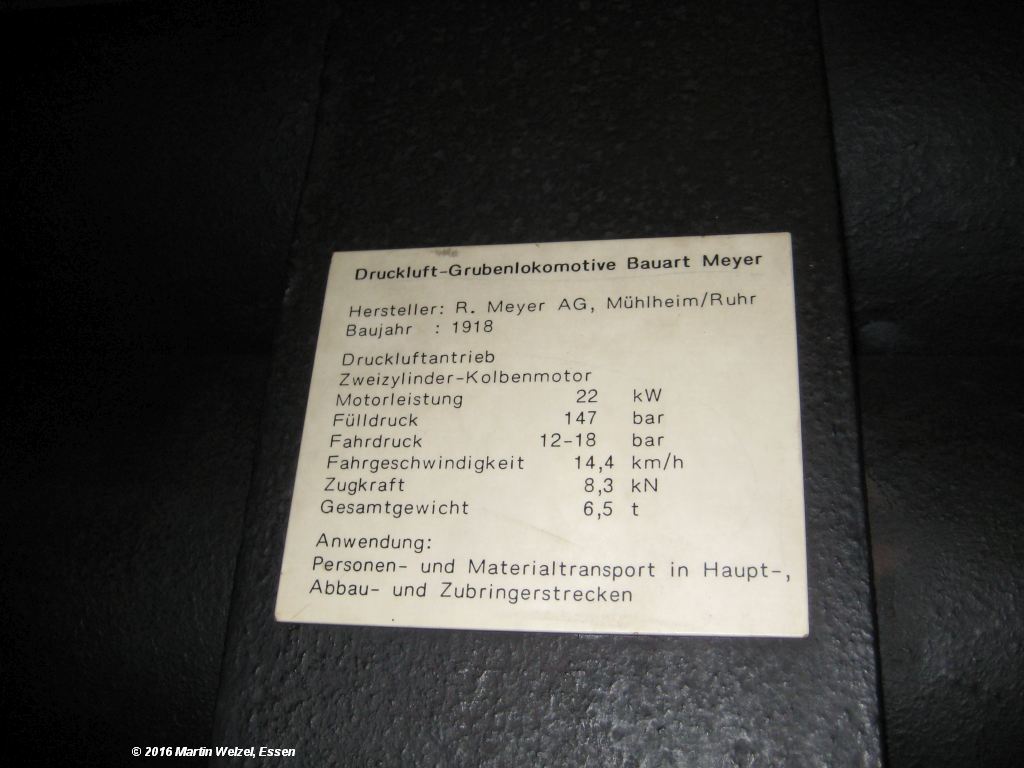 Druckluft-Grubenlokomotive Bauart Meyer
Hersteller: R. Meyer AG, Mühlheim/Ruhr
Baujahr : 1918
Druckluftantrieb
Zweizylinder-Kolbenmotor
Motorleistung 22 kW
Fülldruck 147 bar
Fahrdruck 12-18 bar
Fahrgeschwindigkeit 14,4 km/h
Zugkraft 8,3 kN
Gesamtgewicht 6,5 t
Anwendung:
Personen- und Materialtransport in Haupt-,
Abbau- und Zubringerstrecken
© 2016 Martin Welzel, Essen